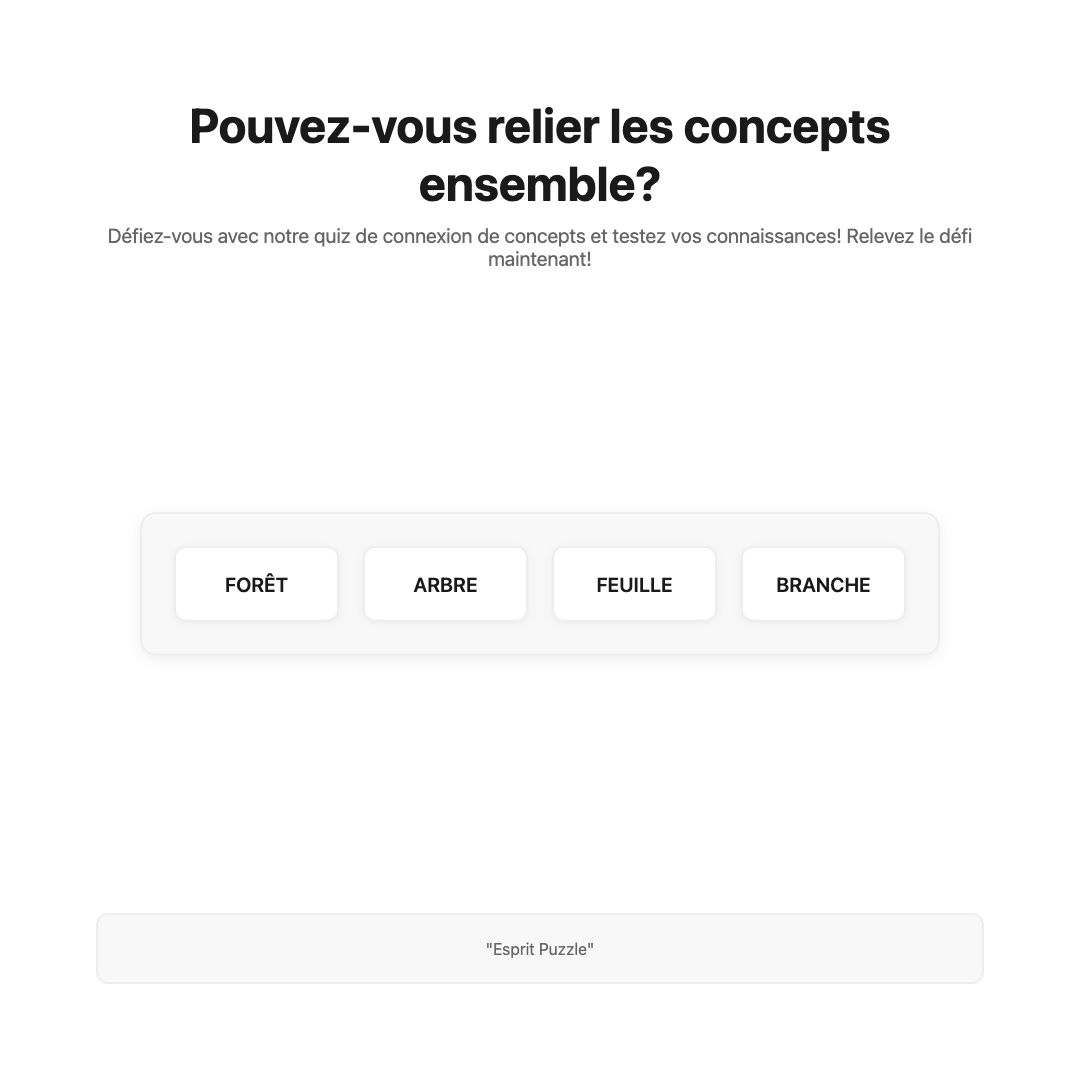 Pouvez-vous relier les concepts
ensemble?
Défiez-vous avec notre quiz de connexion de concepts et testez vos connaissances! Relevez le défi
maintenant!
FORÊT ARBRE FEUILLE BRANCHE
"Esprit Puzzle"